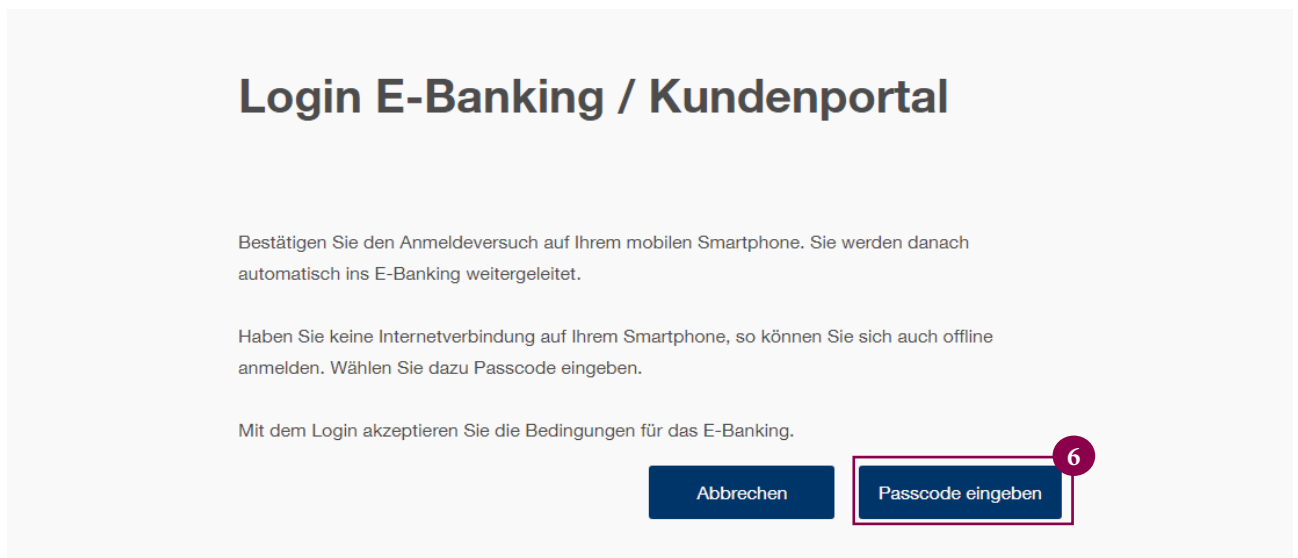 Login E-Banking / Kundenportal
Bestätigen Sie den Anmeldeversuch auf Ihrem mobilen Smartphone. Sie werden danach
automatisch ins E-Banking weitergeleitet.
Haben Sie keine Internetverbindung auf Ihrem Smartphone, so können Sie sich auch offline
anmelden. Wählen Sie dazu Passcode eingeben.
Mit dem Login akzeptieren Sie die Bedingungen für das E-Banking.
6
Abbrechen Passcode eingeben